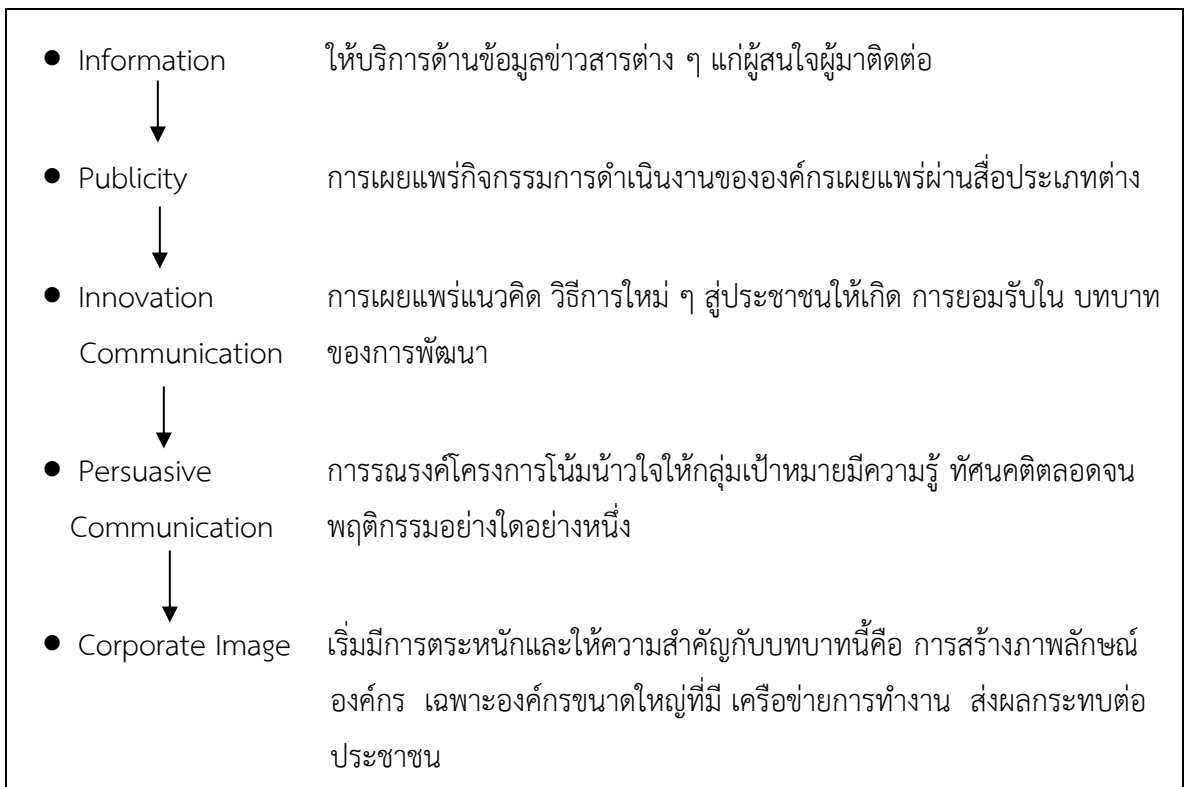 ● Information ให้บริการด้านข้อมูลข่าวสารต่าง ๆ แก่ผู้สนใจผู้มาติดต่อ
● Publicity การเผยแพร่กิจกรรมการดำเนินงานขององค์กรเผยแพร่ผ่านสื่อประเภทต่าง
● Innovation การเผยแพร่แนวคิด วิธีการใหม่ ๆ สู่ประชาชนให้เกิด การยอมรับใน บทบาท
Communication ของการพัฒนา
● Persuasive การรณรงค์โครงการโน้มน้าวใจให้กลุ่มเป้าหมายมีความรู้ ทัศนคติตลอดจน
Communication พฤติกรรมอย่างใดอย่างหนึ่ง
● Corporate Image เริ่มมีการตระหนักและให้ความสำคัญกับบทบาทนี้คือ การสร้างภาพลักษณ์
องค์กร เฉพาะองค์กรขนาดใหญ่ที่มี เครือข่ายการทำงาน ส่งผลกระทบต่อ
ประชาชน